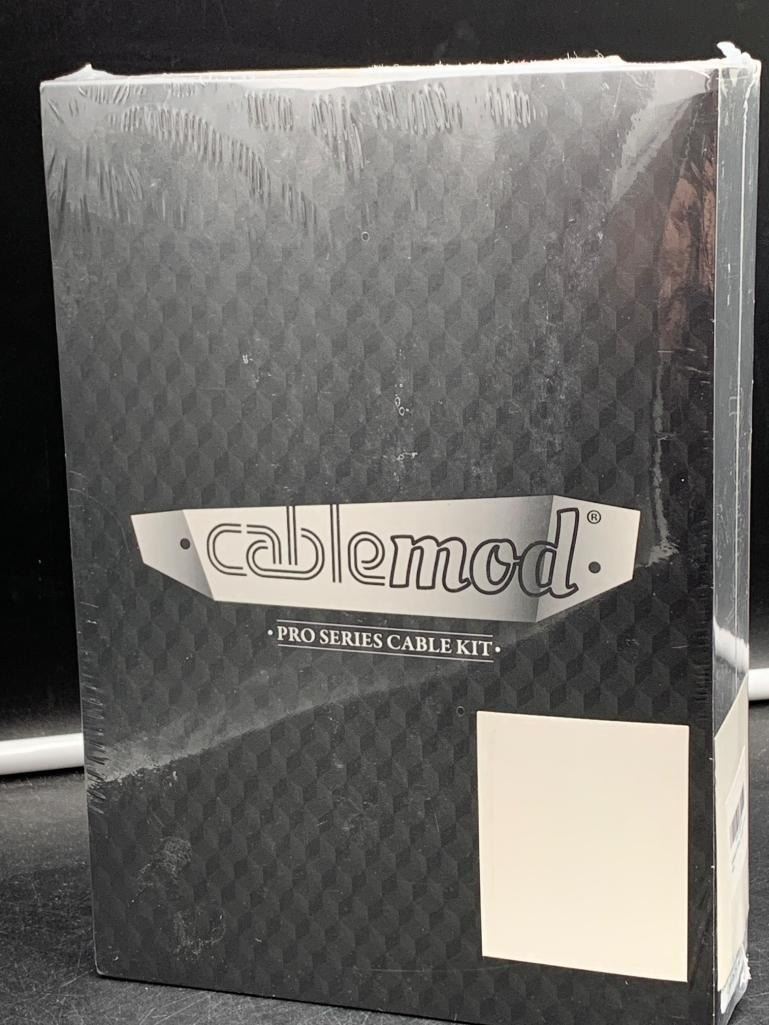 cablemod®
• PRO SERIES CABLE KIT •